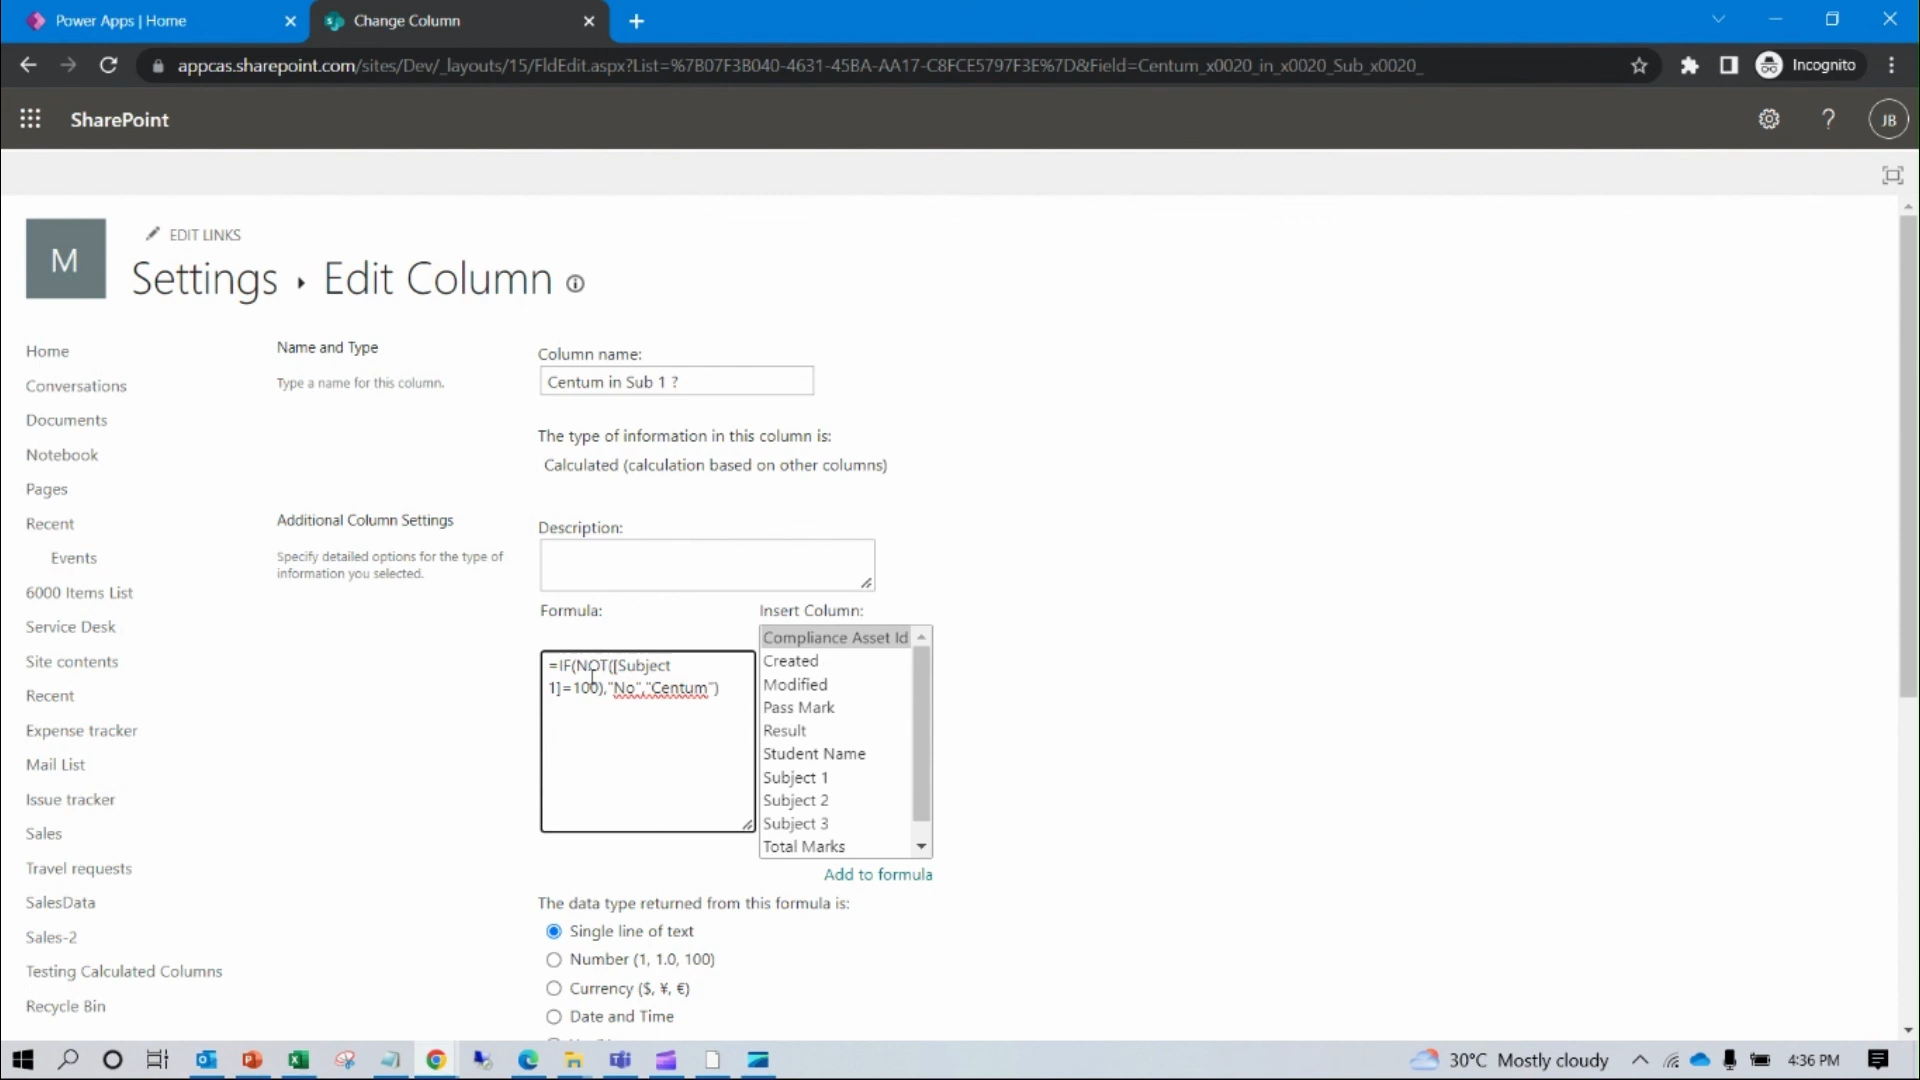 Power Apps | Home
Change Column
appcas.sharepoint.com/sites/Dev/_layouts/15/FldEdit.aspx?List=%7B07F3B040-4631-45BA-AA17-C8FCE5797F3E%7D&Field=Centum_x0020_in_x0020_Sub_x0020_
Incognito
SharePoint
JB
M
EDIT LINKS
Settings ▸ Edit Column
Home
Conversations
Documents
Notebook
Pages
Recent
Events
6000 Items List
Service Desk
Site contents
Recent
Expense tracker
Mail List
Issue tracker
Sales
Travel requests
SalesData
Sales-2
Testing Calculated Columns
Recycle Bin
Name and Type
Type a name for this column.
Column name:
Centum in Sub 1 ?
The type of information in this column is:
Calculated (calculation based on other columns)
Additional Column Settings
Specify detailed options for the type of
information you selected.
Description:
Formula:
=IF(NOT([Subject
1]=100),"No","Centum")
Insert Column:
Compliance Asset Id
Created
Modified
Pass Mark
Result
Student Name
Subject 1
Subject 2
Subject 3
Total Marks
Add to formula
The data type returned from this formula is:
Single line of text
Number (1, 1.0, 100)
Currency ($, ¥, €)
Date and Time
30°C Mostly cloudy
4:36 PM